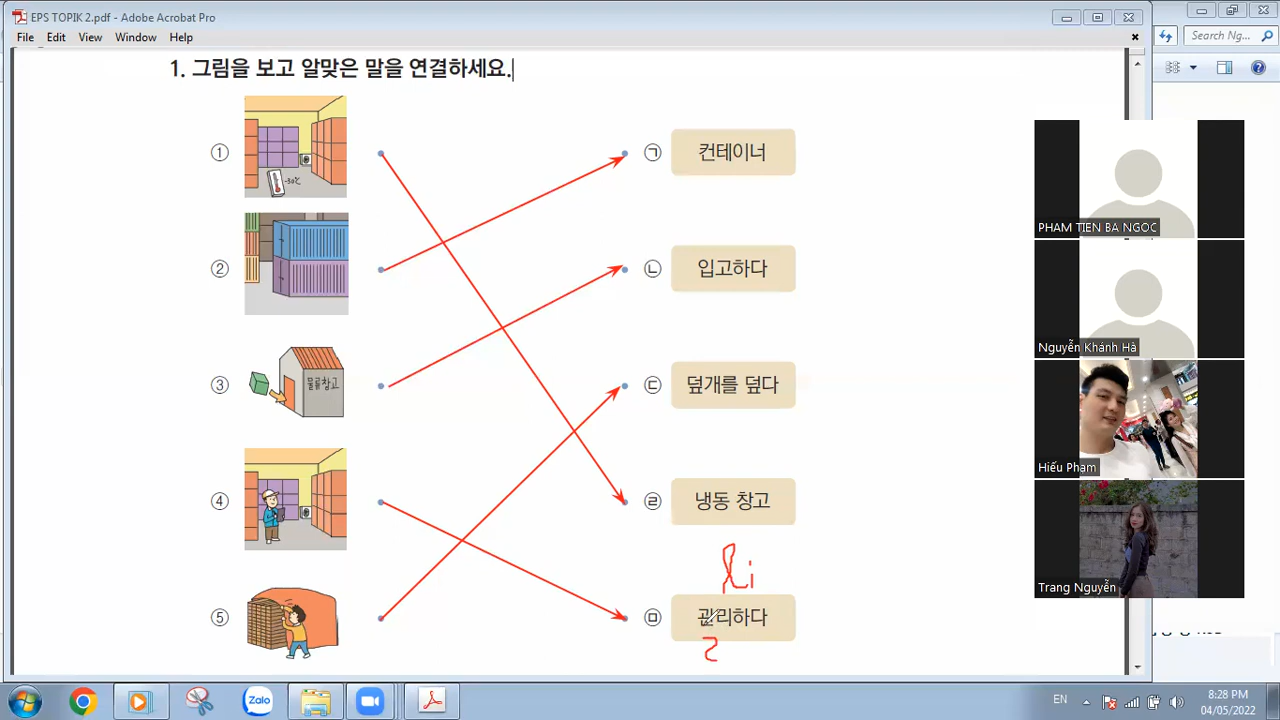 EPS TOPIK 2.pdf - Adobe Acrobat Pro
File Edit View Window Help
Search Ng...
1. 그림을 보고 알맞은 말을 연결하세요.
① ㉠ 컨테이너
-30℃
② ㉡ 입고하다
③ 물류창고 ㉢ 덮개를 덮다
④ ㉣ 냉동 창고
li
⑤ ㉤ 관리하다
ㄹ
PHAM TIEN BA NGOC
Nguyễn Khánh Hà
Hiếu Phạm
Trang Nguyễn
Zalo
EN
8:28 PM
04/05/2022